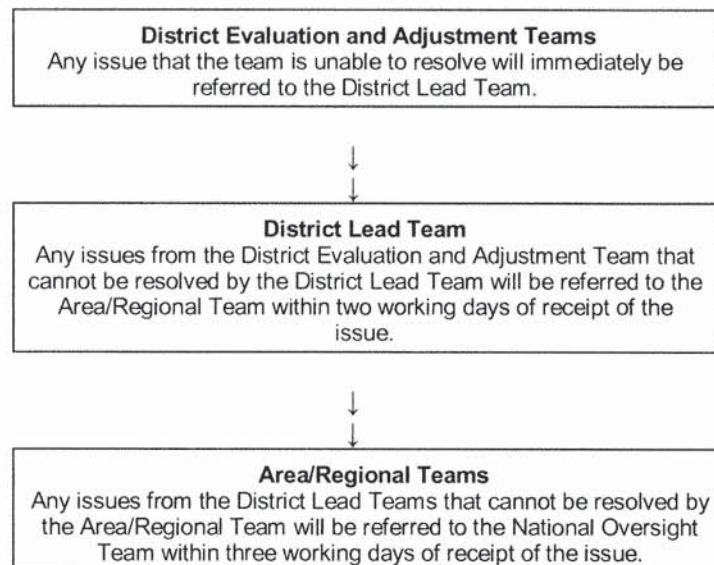 District Evaluation and Adjustment Teams
Any issue that the team is unable to resolve will immediately be
referred to the District Lead Team.
↓
↓
District Lead Team
Any issues from the District Evaluation and Adjustment Team that
cannot be resolved by the District Lead Team will be referred to the
Area/Regional Team within two working days of receipt of the
issue.
↓
↓
Area/Regional Teams
Any issues from the District Lead Teams that cannot be resolved by
the Area/Regional Team will be referred to the National Oversight
Team within three working days of receipt of the issue.